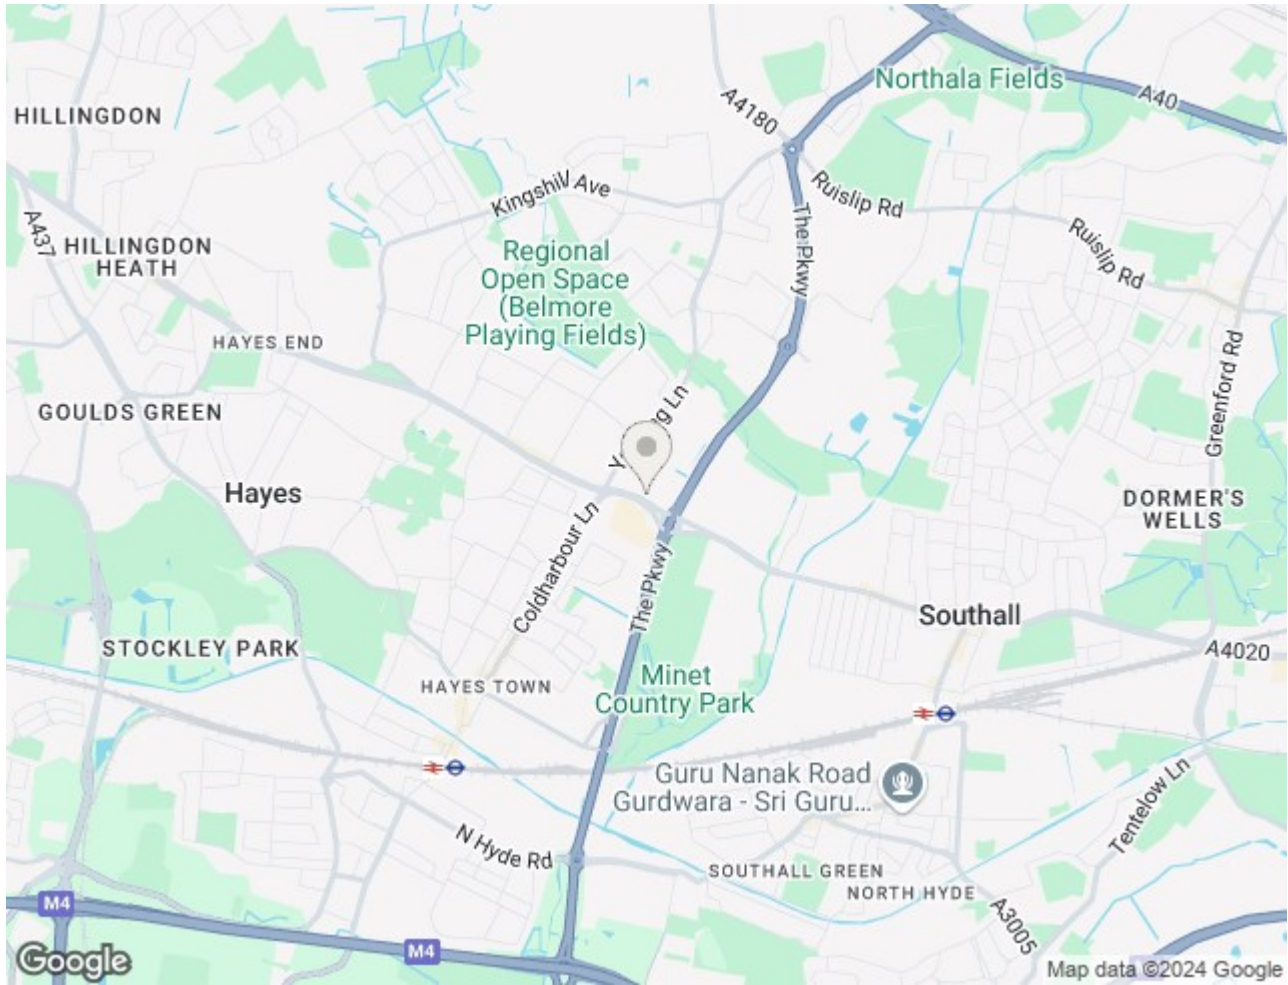 Northala Fields
A40
A4180
HILLINGDON
Kingshill Ave
Ruislip Rd
A437
HILLINGDON
HEATH
Regional
Open Space
(Belmore
Playing Fields)
The Pkwy
Ruislip Rd
HAYES END
Greenford Rd
GOULDS GREEN
Ln
Hayes
DORMER'S
WELLS
Coldharbour Ln
The Pkwy
Southall
STOCKLEY PARK
A4020
HAYES TOWN
Minet
Country Park
Guru Nanak Road
Gurdwara - Sri Guru...
Tentelow Ln
N Hyde Rd
SOUTHALL GREEN
NORTH HYDE
A3005
M4
M4
Google
Map data ©2024 Google